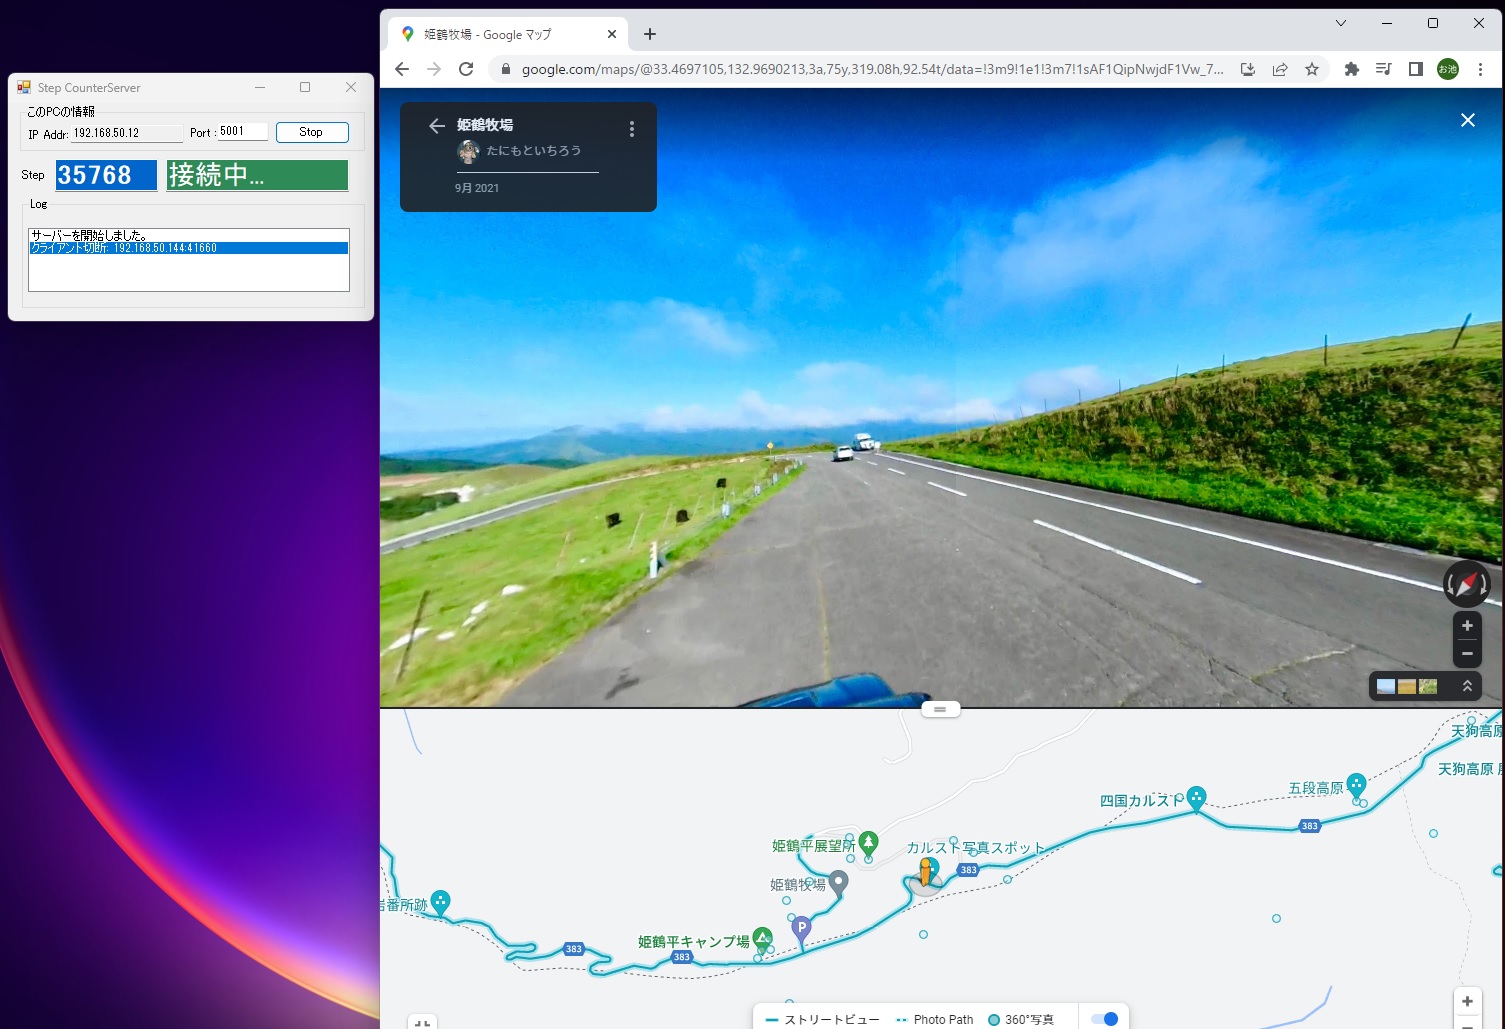 Step CounterServer
このPCの情報
IP Addr: 192.168.50.12 Port : 5001 Stop
Step 35768 接続中...
Log
サーバーを開始しました。
クライアント切断: 192.168.50.144:41660
姫鶴牧場 - Google マップ
google.com/maps/@33.4697105,132.9690213,3a,75y,319.08h,92.54t/data=!3m9!1e1!3m7!1sAF1QipNwjdF1Vw_7...
お池
姫鶴牧場
たにもといちろう
9月 2021
天狗高原
天狗高原
五段高原
四国カルスト
383
姫鶴平展望所
カルスト写真スポット
383
姫鶴牧場
岩番所跡
P
姫鶴平キャンプ場
383
383
ストリートビュー Photo Path 360°写真